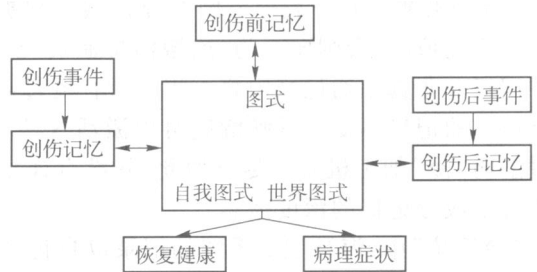 创伤前记忆
创伤事件
图式
创伤后事件
创伤记忆
创伤后记忆
自我图式 世界图式
恢复健康
病理症状